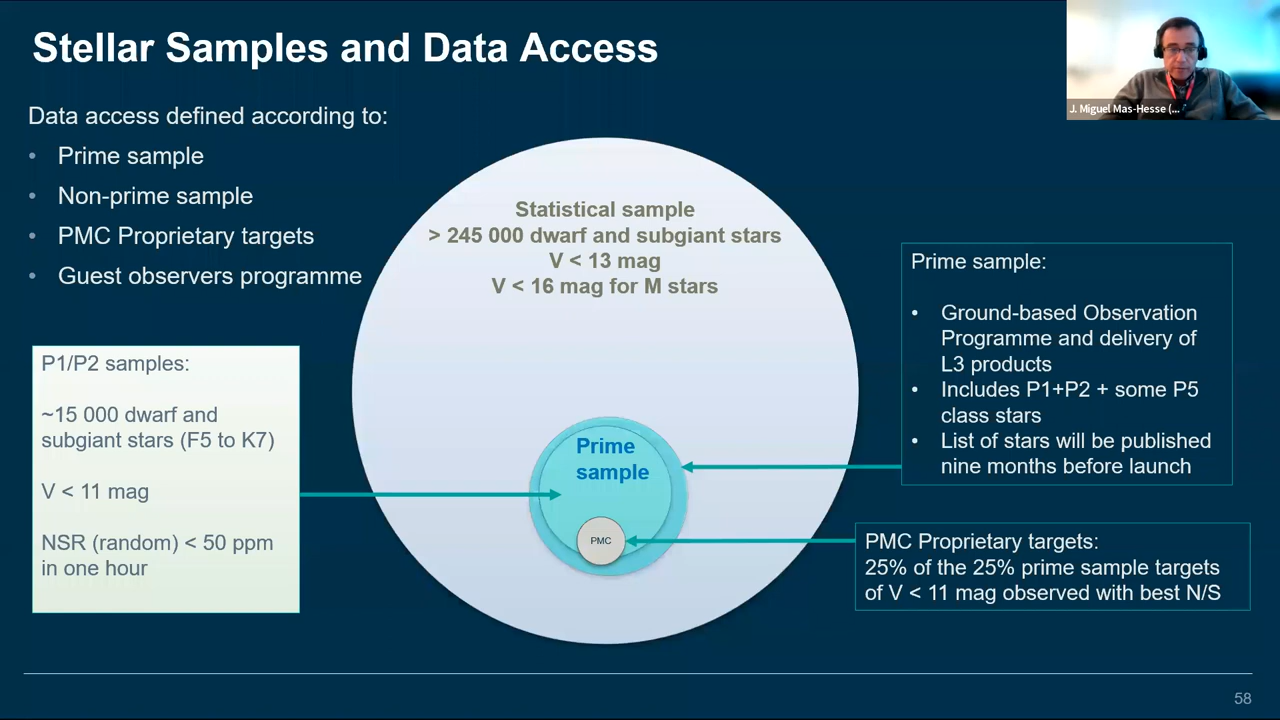 Stellar Samples and Data Access
J. Miguel Mas-Hesse (...
Data access defined according to:
• Prime sample
• Non-prime sample
• PMC Proprietary targets
• Guest observers programme
Statistical sample
> 245 000 dwarf and subgiant stars
V < 13 mag
V < 16 mag for M stars
P1/P2 samples:
~15 000 dwarf and
subgiant stars (F5 to K7)
V < 11 mag
NSR (random) < 50 ppm
in one hour
Prime
sample
PMC
Prime sample:
• Ground-based Observation
Programme and delivery of
L3 products
• Includes P1+P2 + some P5
class stars
• List of stars will be published
nine months before launch
PMC Proprietary targets:
25% of the 25% prime sample targets
of V < 11 mag observed with best N/S
58